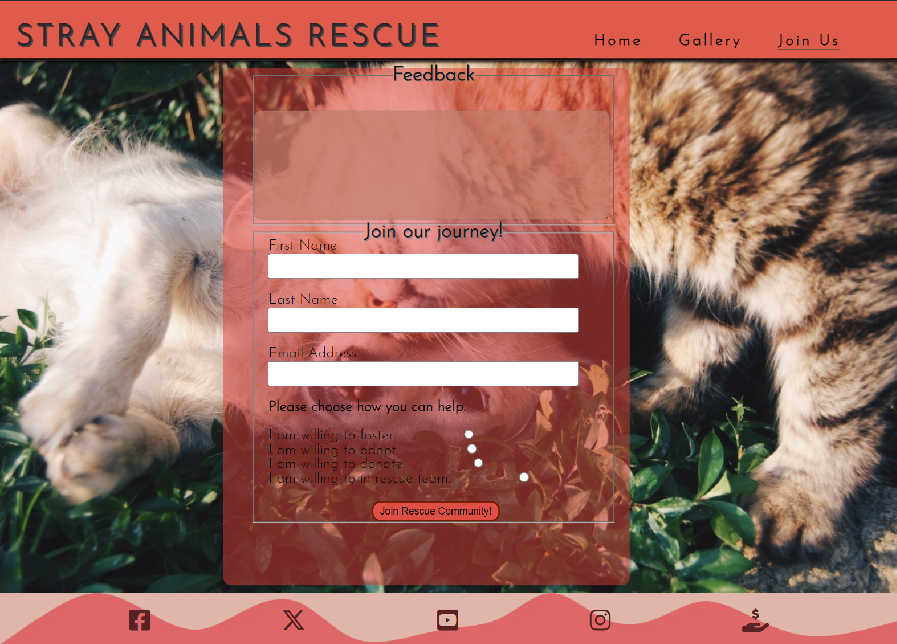 STRAY ANIMALS RESCUE
Home Gallery Join Us
Feedback
Join our journey!
First Name
Last Name
Email Address
Please choose how you can help.
I am willing to foster.
I am willing to adopt.
I am willing to donate.
I am willing to in rescue team.
Join Rescue Community!